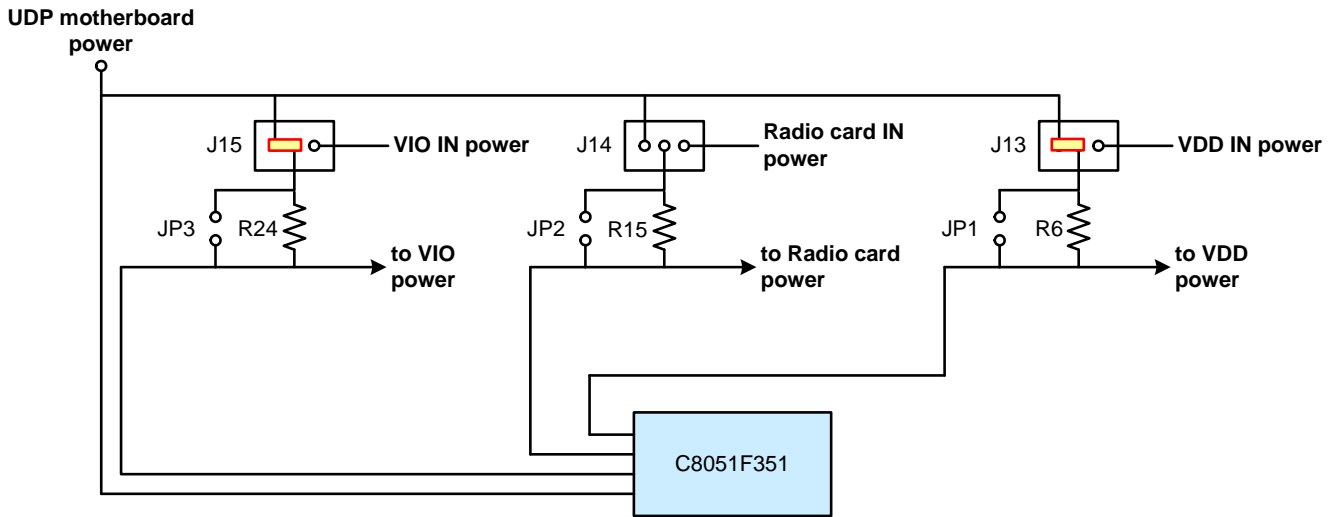 UDP motherboard
power
J15
VIO IN power
J14
Radio card IN
power
J13
VDD IN power
JP3
R24
JP2
R15
JP1
R6
to VIO
power
to Radio card
power
to VDD
power
C8051F351